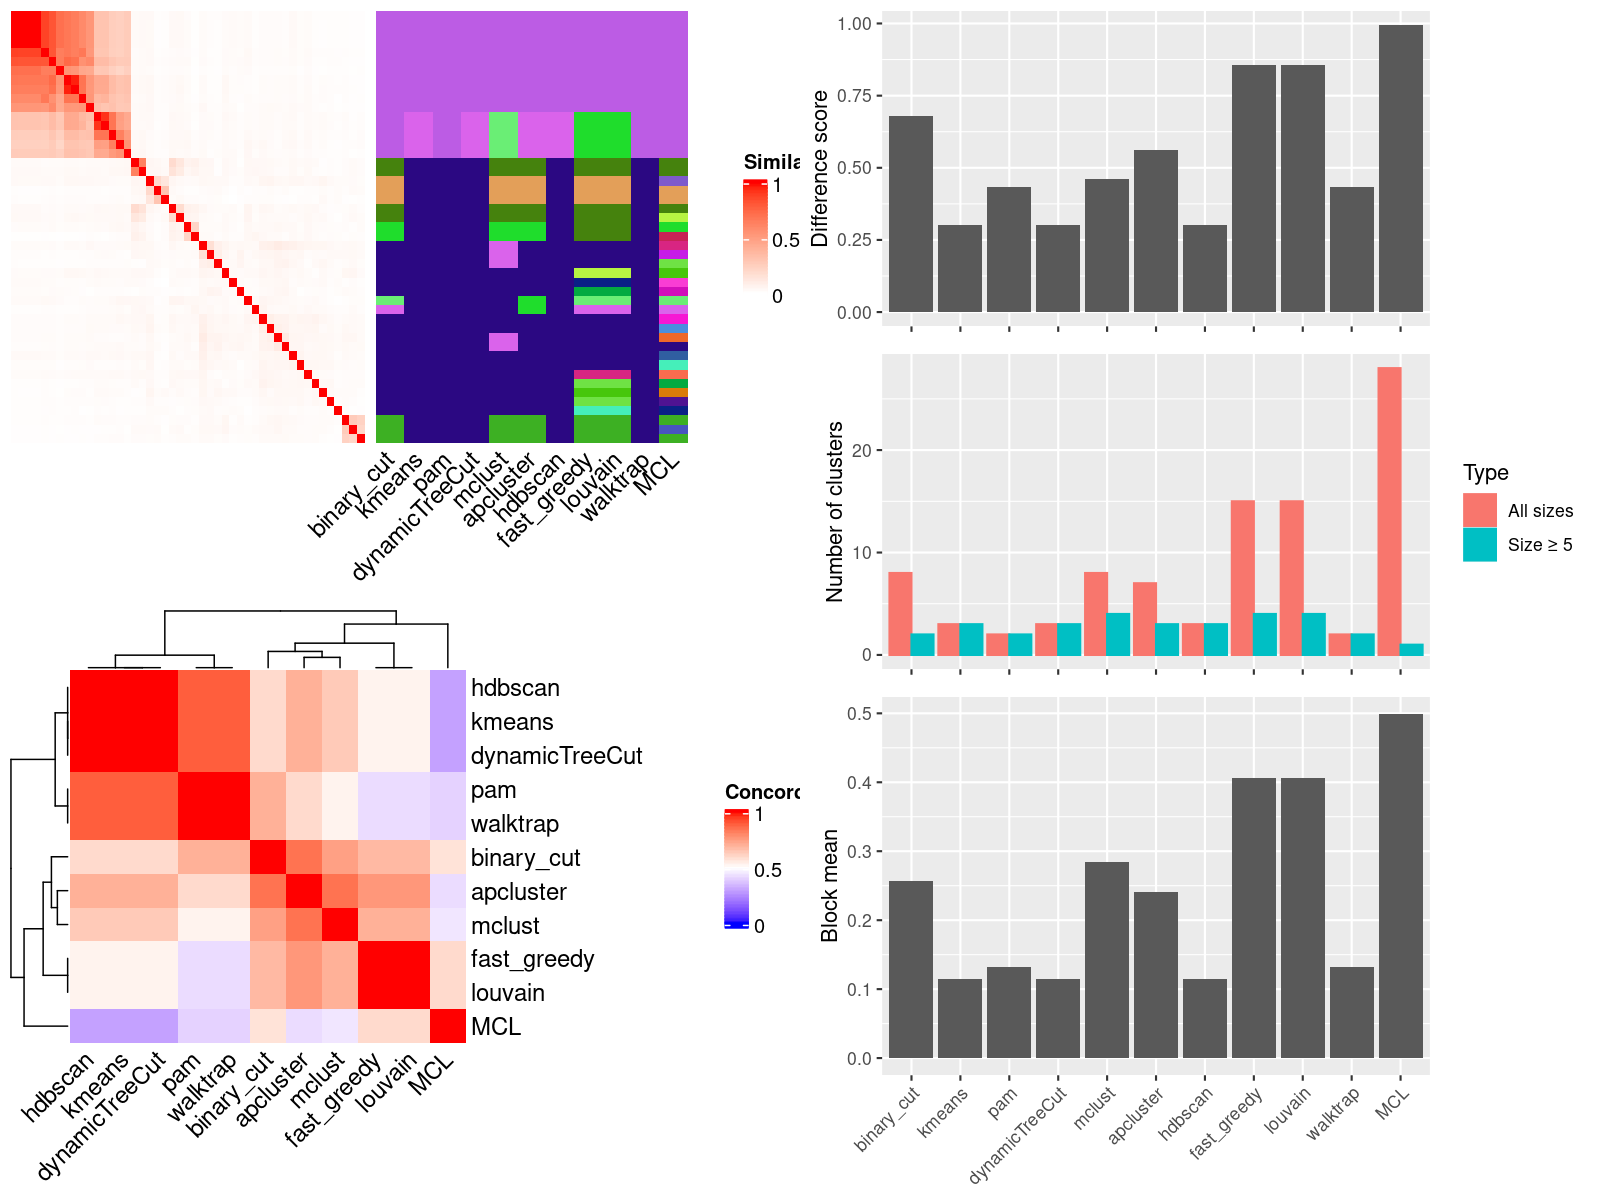 Simila
1
0.5
0
binary_cut
kmeans
pam
dynamicTreeCut
mclust
apcluster
hdbscan
fast_greedy
louvain
walktrap
MCL
hdbscan
kmeans
dynamicTreeCut
pam
walktrap
binary_cut
apcluster
mclust
fast_greedy
louvain
MCL
Concord
1
0.5
0
hdbscan
kmeans
dynamicTreeCut
pam
walktrap
binary_cut
apcluster
mclust
fast_greedy
louvain
MCL
Difference score
1.00
0.75
0.50
0.25
0.00
Number of clusters
20
10
0
Type
All sizes
Size ≥ 5
Block mean
0.5
0.4
0.3
0.2
0.1
0.0
binary_cut
kmeans
pam
dynamicTreeCut
mclust
apcluster
hdbscan
fast_greedy
louvain
walktrap
MCL